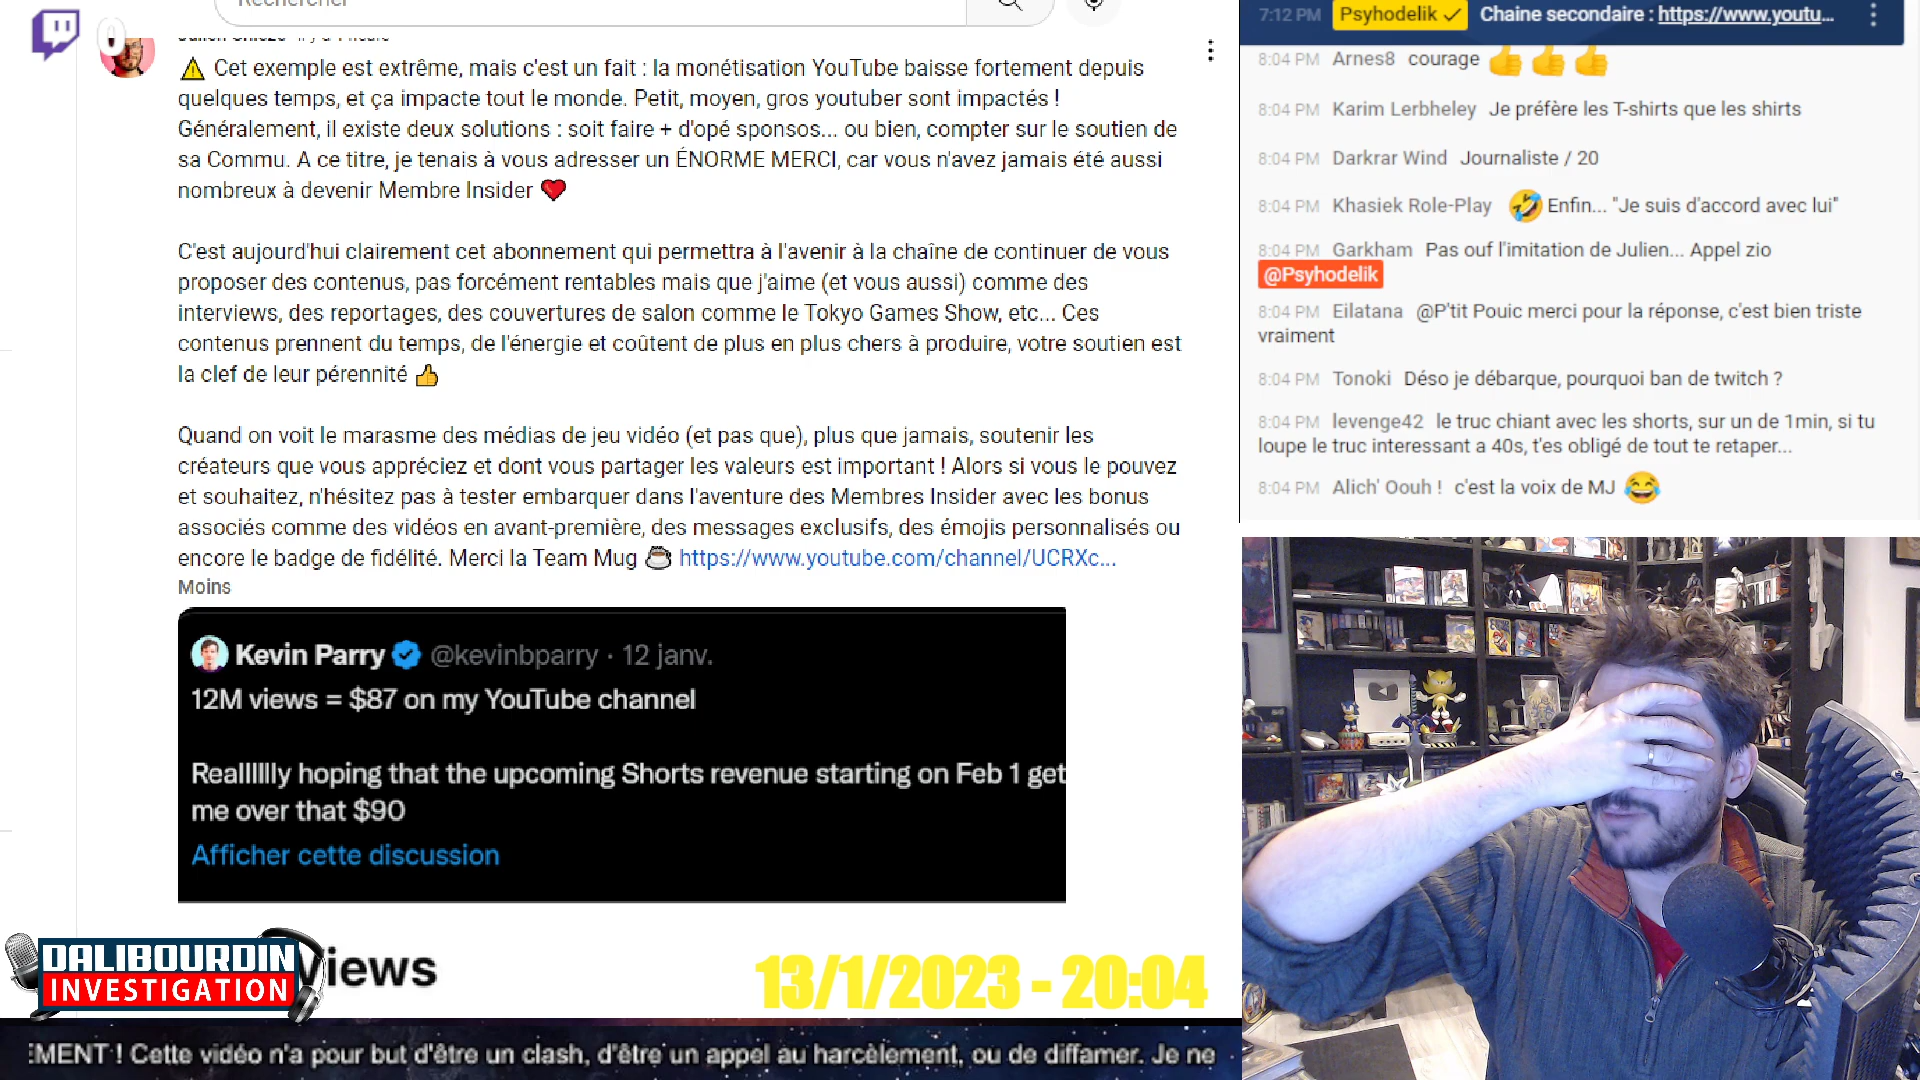 ⚠ Cet exemple est extrême, mais c'est un fait : la monétisation YouTube baisse fortement depuis
quelques temps, et ça impacte tout le monde. Petit, moyen, gros youtuber sont impactés !
Généralement, il existe deux solutions : soit faire + d'opé sponsos... ou bien, compter sur le soutien de
sa Commu. A ce titre, je tenais à vous adresser un ÉNORME MERCI, car vous n'avez jamais été aussi
nombreux à devenir Membre Insider ❤
C'est aujourd'hui clairement cet abonnement qui permettra à l'avenir à la chaîne de continuer de vous
proposer des contenus, pas forcément rentables mais que j'aime (et vous aussi) comme des
interviews, des reportages, des couvertures de salon comme le Tokyo Games Show, etc... Ces
contenus prennent du temps, de l'énergie et coûtent de plus en plus chers à produire, votre soutien est
la clef de leur pérennité 👍
Quand on voit le marasme des médias de jeu vidéo (et pas que), plus que jamais, soutenir les
créateurs que vous appréciez et dont vous partager les valeurs est important ! Alors si vous le pouvez
et souhaitez, n'hésitez pas à tester embarquer dans l'aventure des Membres Insider avec les bonus
associés comme des vidéos en avant-première, des messages exclusifs, des émojis personnalisés ou
encore le badge de fidélité. Merci la Team Mug ☕ https://www.youtube.com/channel/UCRXc...
Moins
Kevin Parry @kevinbparry · 12 janv.
12M views = $87 on my YouTube channel
Realllllly hoping that the upcoming Shorts revenue starting on Feb 1 get
me over that $90
Afficher cette discussion
views
DALIBOURDIN
INVESTIGATION
13/1/2023 - 20:04
EMENT ! Cette vidéo n'a pour but d'être un clash, d'être un appel au harcèlement, ou de diffamer. Je ne
0
7:12 PM Psyhodelik ✓ Chaine secondaire : https://www.youtu...
8:04 PM Arnes8 courage 👍👍👍
8:04 PM Karim Lerbheley Je préfère les T-shirts que les shirts
8:04 PM Darkrar Wind Journaliste / 20
8:04 PM Khasiek Role-Play 🤣 Enfin... "Je suis d'accord avec lui"
8:04 PM Garkham Pas ouf l'imitation de Julien... Appel zio
@Psyhodelik
8:04 PM Eilatana @P'tit Pouic merci pour la réponse, c'est bien triste
vraiment
8:04 PM Tonoki Déso je débarque, pourquoi ban de twitch ?
8:04 PM levenge42 le truc chiant avec les shorts, sur un de 1min, si tu
loupe le truc interessant a 40s, t'es obligé de tout te retaper...
8:04 PM Alich' Oouh ! c'est la voix de MJ 😂